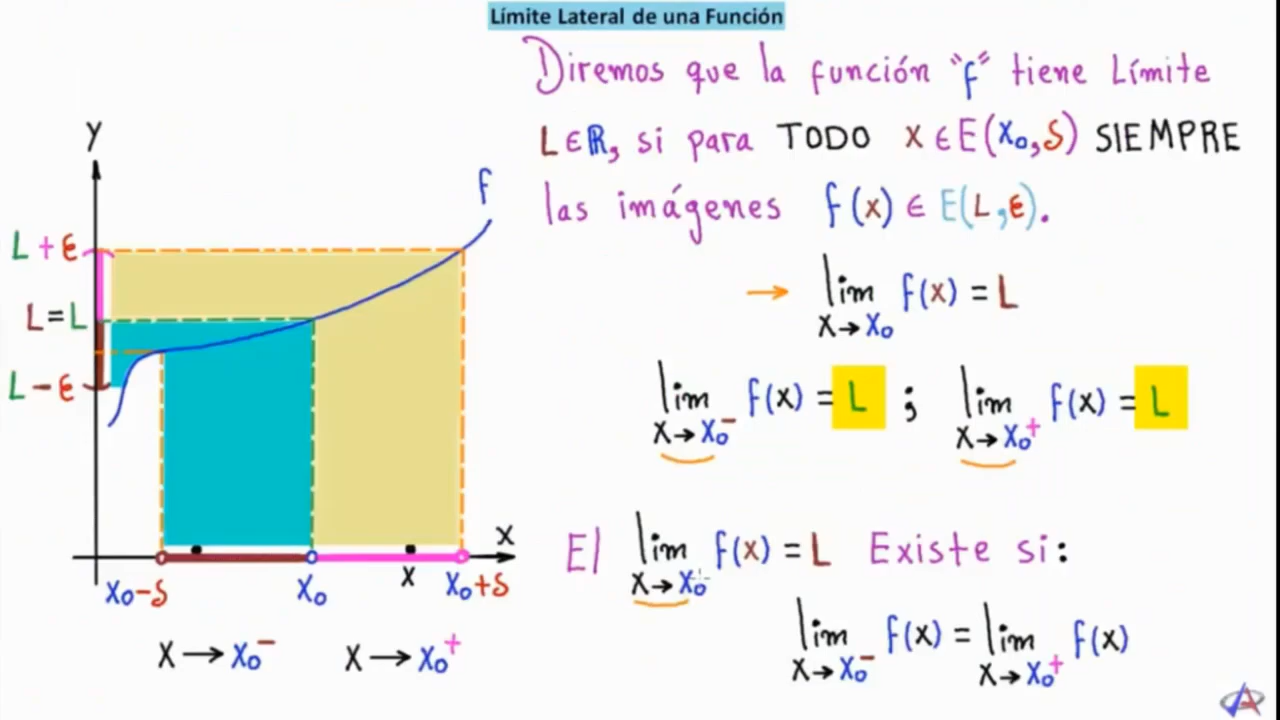 Límite Lateral de una Función
Diremos que la función "f" tiene Límite
L∈ℝ, si para TODO x∈E(x₀,δ) SIEMPRE
las imágenes f(x) ∈ E(L,ϵ).
→ lim f(x) = L
x→x₀
lim f(x) = L ; lim f(x) = L
x→x₀⁻ x→x₀⁺
El lim f(x) = L Existe si:
x→x₀
lim f(x) = lim f(x)
x→x₀⁻ x→x₀⁺
y
f
L+ϵ
L=L
L-ϵ
x
x
x₀-δ x₀ x₀+δ
x→x₀⁻ x→x₀⁺